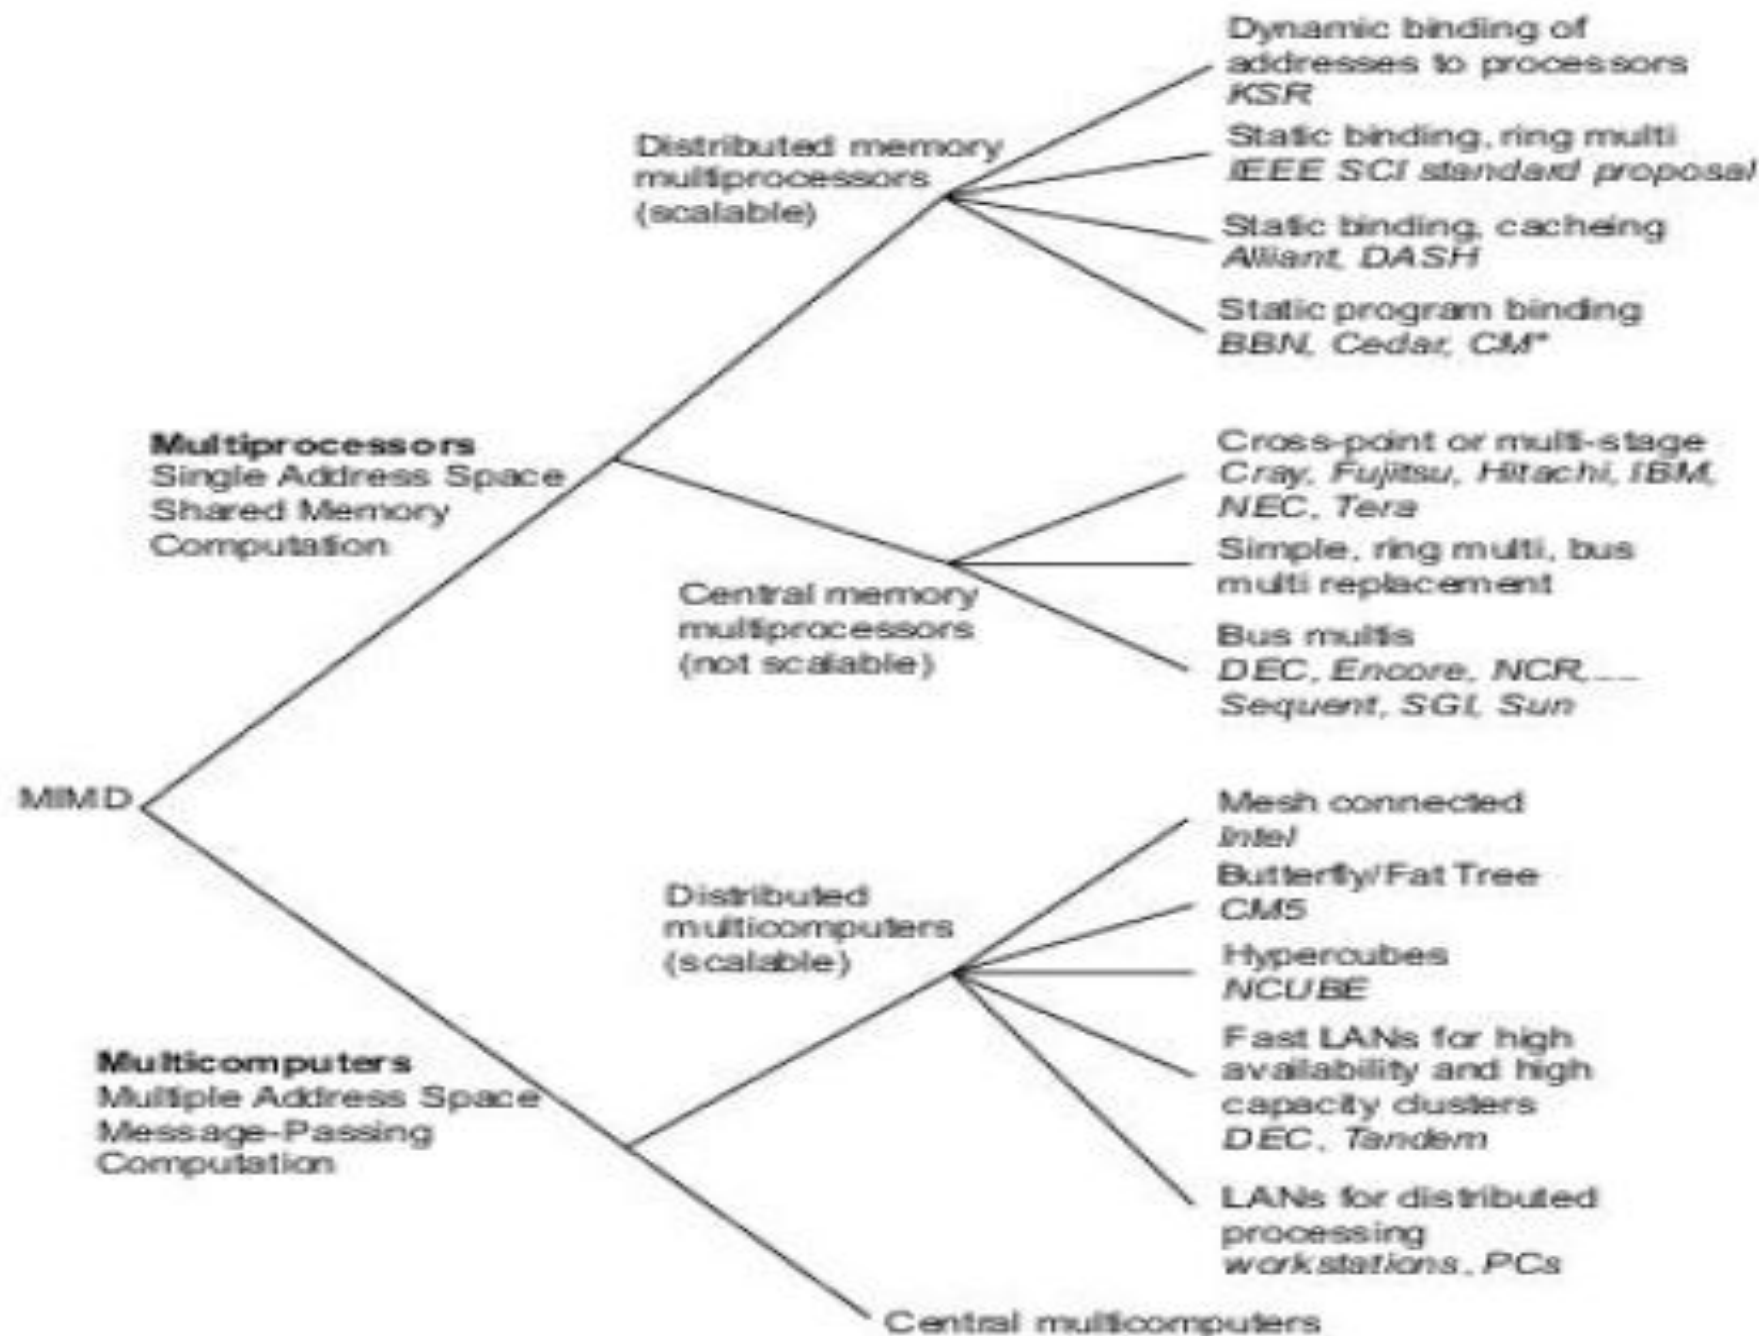 Dynamic binding of
addresses to processors
KSR
Distributed memory
multiprocessors
(scalable)
Static binding, ring multi
IEEE SCI standard proposal
Static binding, cacheing
Alliant, DASH
Static program binding
BBN, Cedar, CM*
Multiprocessors
Single Address Space
Shared Memory
Computation
Cross-point or multi-stage
Cray, Fujitsu, Hitachi, IBM,
NEC, Tera
Simple, ring multi, bus
multi replacement
Central memory
multiprocessors
(not scalable)
Bus multis
DEC, Encore, NCR, ...
Sequent, SGI, Sun
MIMD
Mesh connected
Intel
Distributed
multicomputers
(scalable)
Butterfly/Fat Tree
CM5
Hypercubes
NCUBE
Fast LANs for high
availability and high
capacity clusters
DEC, Tandem
Multicomputers
Multiple Address Space
Message-Passing
Computation
LANs for distributed
processing
workstations, PCs
Central multicomputers